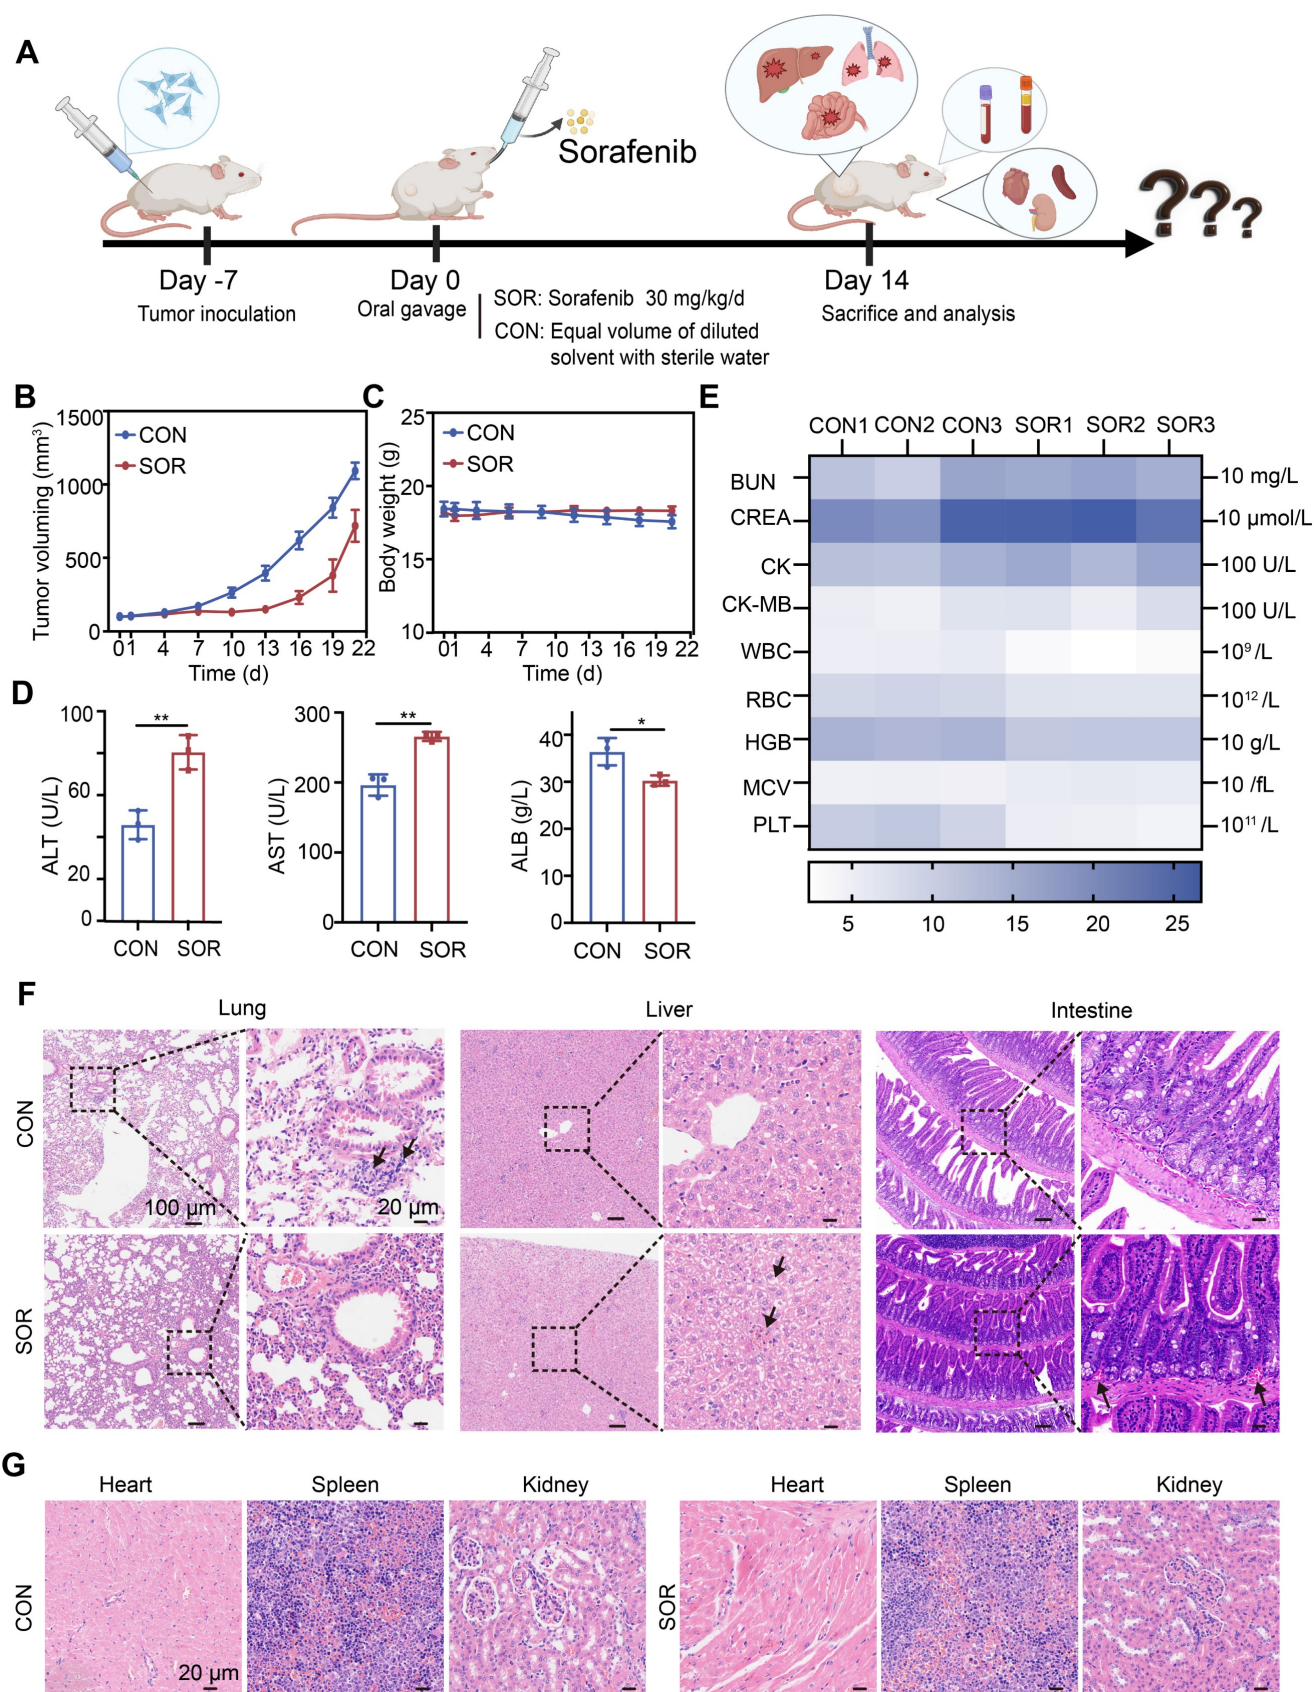 A
Sorafenib
???
Day -7
Tumor inoculation
Day 0
Oral gavage
SOR: Sorafenib 30 mg/kg/d
CON: Equal volume of diluted
solvent with sterile water
Day 14
Sacrifice and analysis
B
Tumor voluming (mm³)
1500
1000
500
0
CON
SOR
01 4 7 10 13 16 19 22
Time (d)
C
Body weight (g)
25
20
15
10
CON
SOR
01 4 7 10 13 16 19 22
Time (d)
D
ALT (U/L)
100
60
20
0
**
CON SOR
AST (U/L)
300
200
100
0
**
CON SOR
ALB (g/L)
40
30
20
10
0
*
CON SOR
E
CON1 CON2 CON3 SOR1 SOR2 SOR3
BUN 10 mg/L
CREA 10 μmol/L
CK 100 U/L
CK-MB 100 U/L
WBC 10⁹ /L
RBC 10¹² /L
HGB 10 g/L
MCV 10 /fL
PLT 10¹¹ /L
5 10 15 20 25
F
Lung Liver Intestine
CON
100 μm
20 μm
SOR
G
Heart Spleen Kidney Heart Spleen Kidney
CON
20 μm
SOR